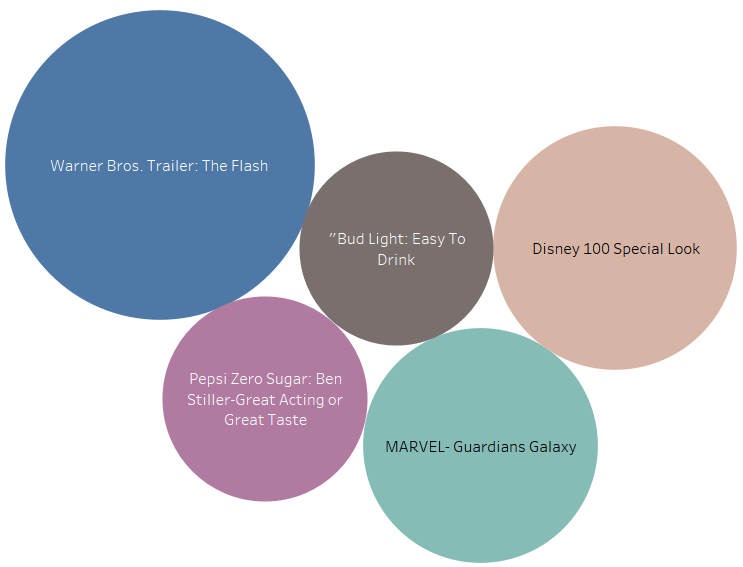 Warner Bros. Trailer: The Flash
"Bud Light: Easy To
Drink
Disney 100 Special Look
Pepsi Zero Sugar: Ben
Stiller-Great Acting or
Great Taste
MARVEL- Guardians Galaxy